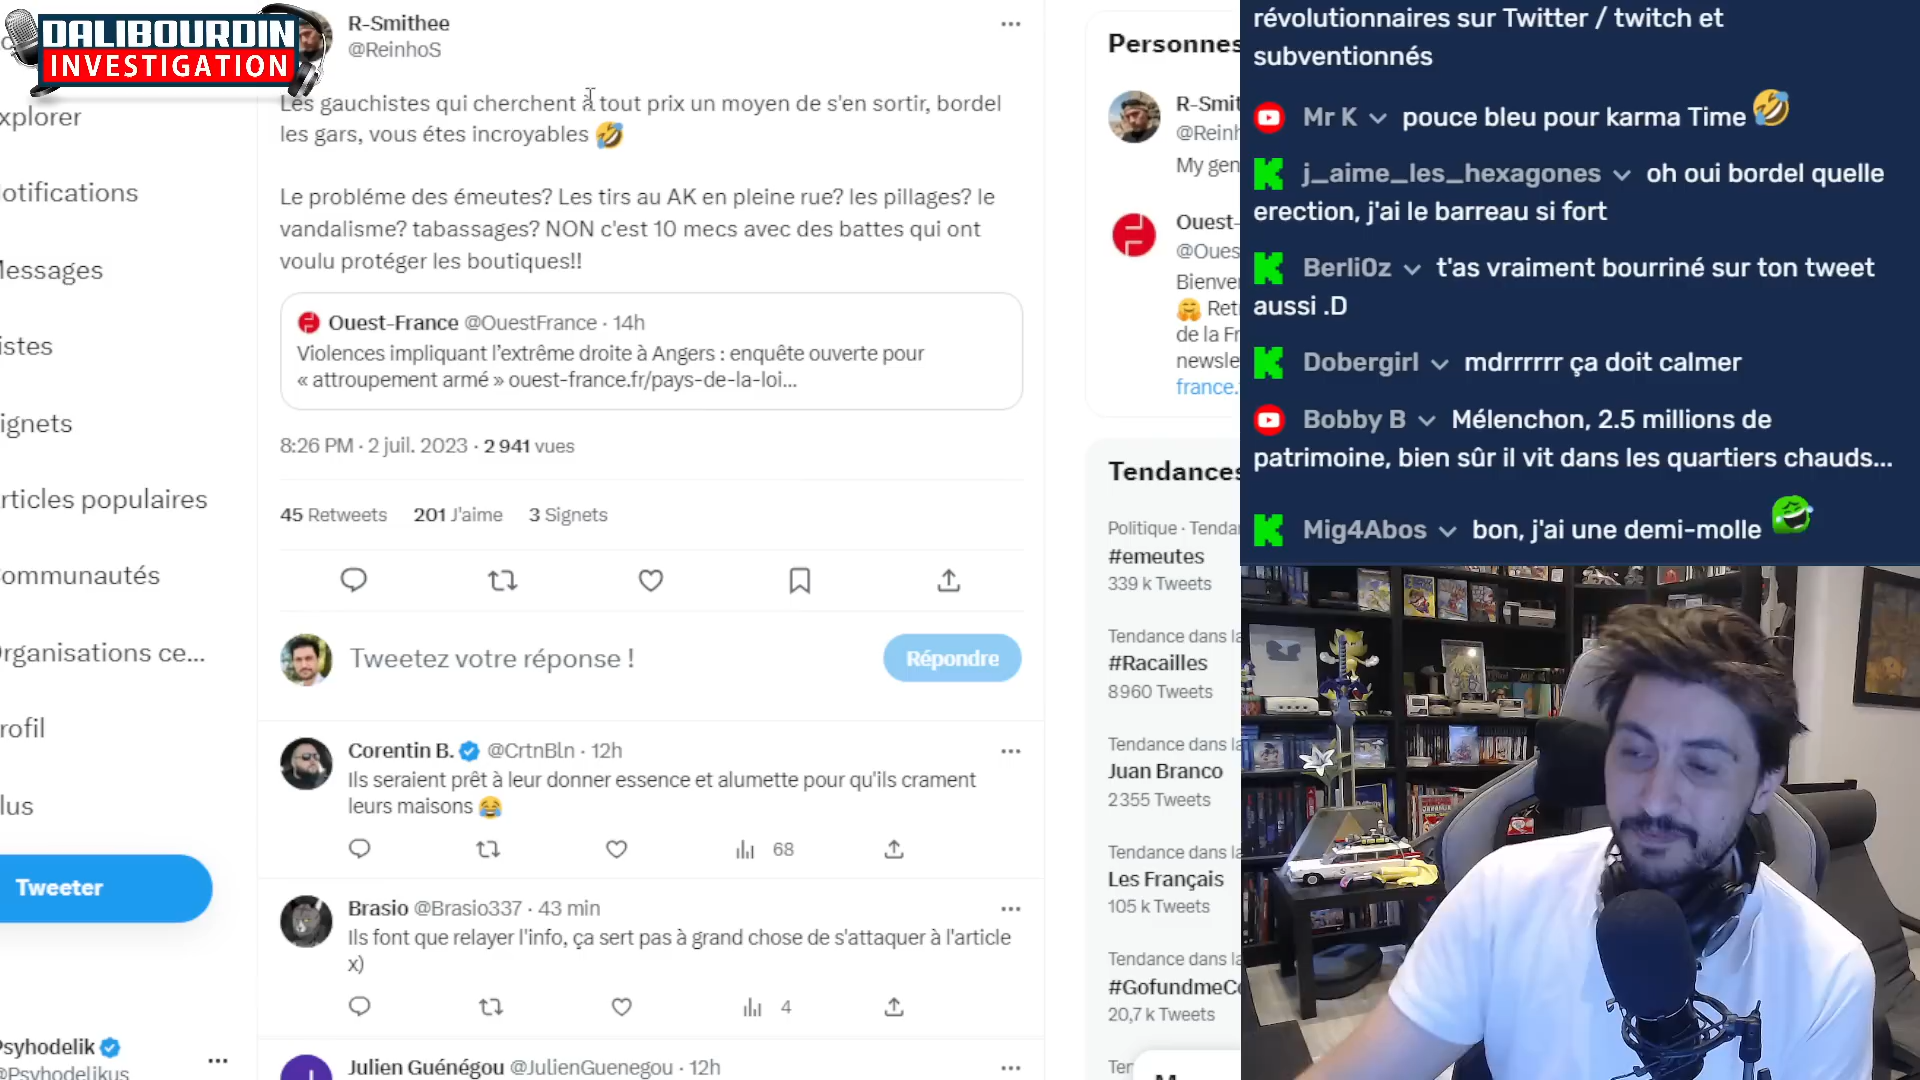 DALIBOURDIN
INVESTIGATION
xplorer
otifications
Messages
istes
ignets
rticles populaires
ommunautés
rganisations ce...
rofil
lus
Tweeter
Psyhodelik
@Psyhodelikus
R-Smithee
@ReinhoS
Les gauchistes qui cherchent à tout prix un moyen de s'en sortir, bordel
les gars, vous étes incroyables 🤣
Le probléme des émeutes? Les tirs au AK en pleine rue? les pillages? le
vandalisme? tabassages? NON c'est 10 mecs avec des battes qui ont
voulu protéger les boutiques!!
Ouest-France @OuestFrance · 14h
Violences impliquant l'extrême droite à Angers : enquête ouverte pour
« attroupement armé » ouest-france.fr/pays-de-la-loi...
8:26 PM · 2 juil. 2023 · 2 941 vues
45 Retweets 201 J'aime 3 Signets
Tweetez votre réponse !
Répondre
Corentin B. @CrtnBln · 12h
Ils seraient prêt à leur donner essence et alumette pour qu'ils crament
leurs maisons 😂
68
Brasio @Brasio337 · 43 min
Ils font que relayer l'info, ça sert pas à grand chose de s'attaquer à l'article
x)
4
Julien Guénégou @JulienGuenegou · 12h
Personnes
R-Smit
@Reinh
My gen
Ouest-
@Oues
Bienve
🤗 Ret
de la Fr
newsle
france.
Tendances
Politique · Tenda
#emeutes
339 k Tweets
Tendance dans la
#Racailles
8 960 Tweets
Tendance dans la
Juan Branco
2 355 Tweets
Tendance dans la
Les Français
105 k Tweets
Tendance dans la
#GofundmeC
20,7 k Tweets
révolutionnaires sur Twitter / twitch et
subventionnés
Mr K pouce bleu pour karma Time 🤣
j_aime_les_hexagones oh oui bordel quelle
erection, j'ai le barreau si fort
Berli0z t'as vraiment bourriné sur ton tweet
aussi .D
Dobergirl mdrrrrrr ça doit calmer
Bobby B Mélenchon, 2.5 millions de
patrimoine, bien sûr il vit dans les quartiers chauds...
Mig4Abos bon, j'ai une demi-molle